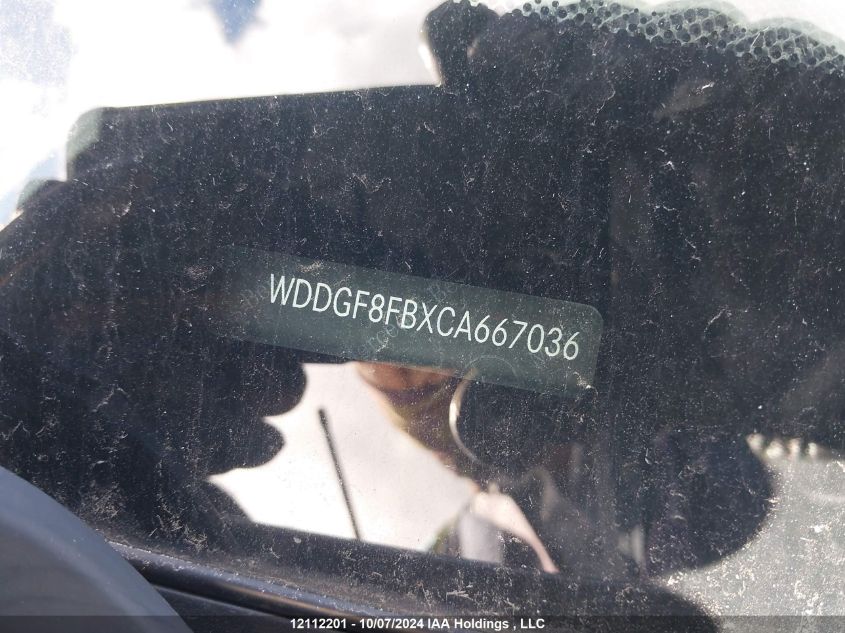 WDDGF8FBXCA667036
12112201 - 10/07/2024 IAA Holdings , LLC